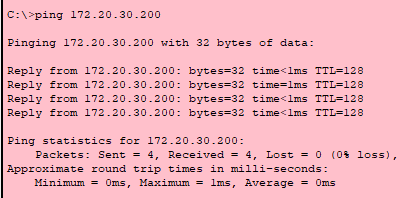 C:\>ping 172.20.30.200
Pinging 172.20.30.200 with 32 bytes of data:
Reply from 172.20.30.200: bytes=32 time<1ms TTL=128
Reply from 172.20.30.200: bytes=32 time=1ms TTL=128
Reply from 172.20.30.200: bytes=32 time<1ms TTL=128
Reply from 172.20.30.200: bytes=32 time<1ms TTL=128
Ping statistics for 172.20.30.200:
Packets: Sent = 4, Received = 4, Lost = 0 (0% loss),
Approximate round trip times in milli-seconds:
Minimum = 0ms, Maximum = 1ms, Average = 0ms